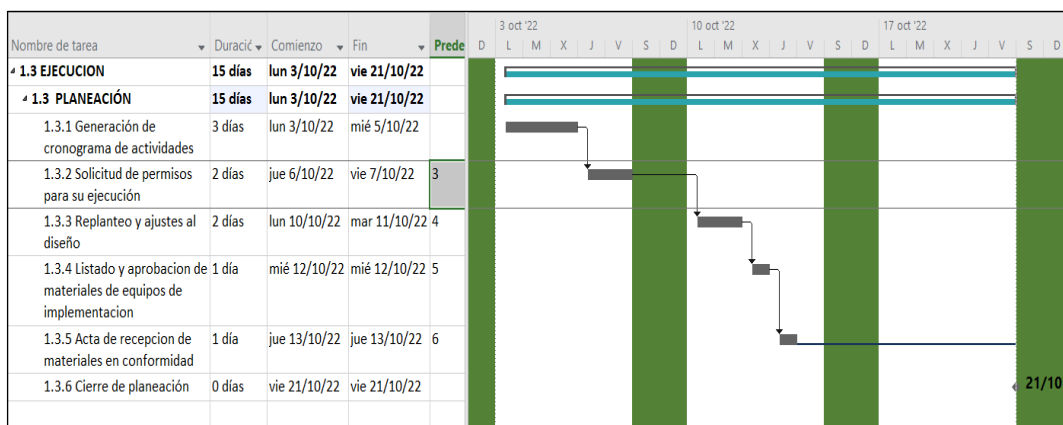 3 oct '22 10 oct '22 17 oct '22
Nombre de tarea Duració Comienzo Fin Prede D L M X J V S D L M X J V S D L M X J V S D
1.3 EJECUCION 15 días lun 3/10/22 vie 21/10/22
1.3 PLANEACIÓN 15 días lun 3/10/22 vie 21/10/22
1.3.1 Generación de 3 días lun 3/10/22 mié 5/10/22
cronograma de actividades
1.3.2 Solicitud de permisos 2 días jue 6/10/22 vie 7/10/22 3
para su ejecución
1.3.3 Replanteo y ajustes al 2 días lun 10/10/22 mar 11/10/22 4
diseño
1.3.4 Listado y aprobacion de 1 día mié 12/10/22 mié 12/10/22 5
materiales de equipos de
implementacion
1.3.5 Acta de recepcion de 1 día jue 13/10/22 jue 13/10/22 6
materiales en conformidad
1.3.6 Cierre de planeación 0 días vie 21/10/22 vie 21/10/22 21/10